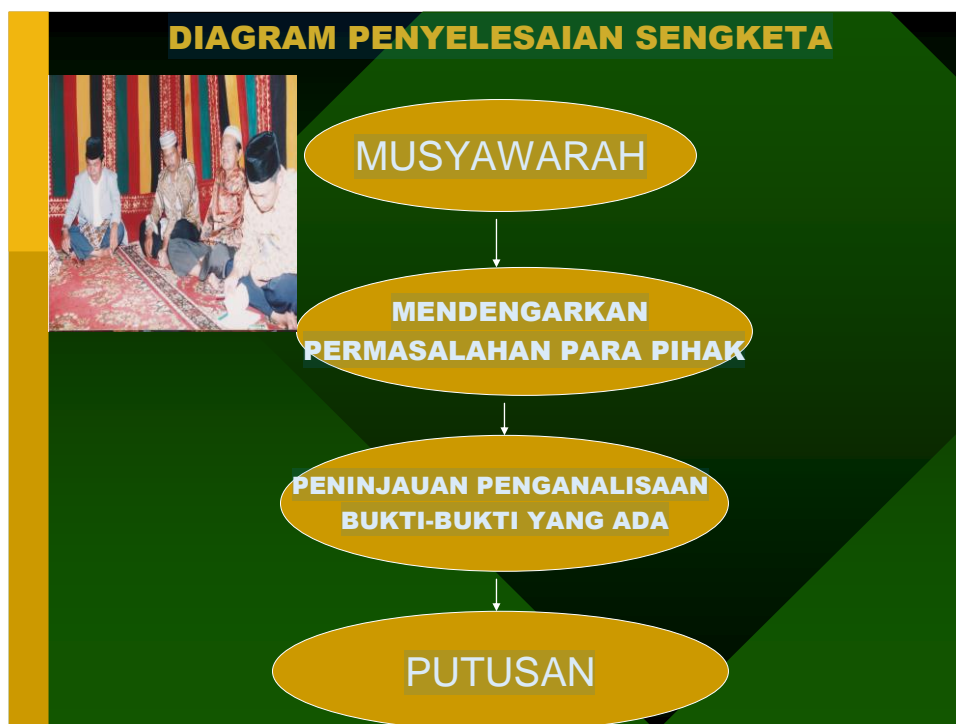 DIAGRAM PENYELESAIAN SENGKETA
MUSYAWARAH
MENDENGARKAN
PERMASALAHAN PARA PIHAK
PENINJAUAN PENGANALISAAN
BUKTI-BUKTI YANG ADA
PUTUSAN